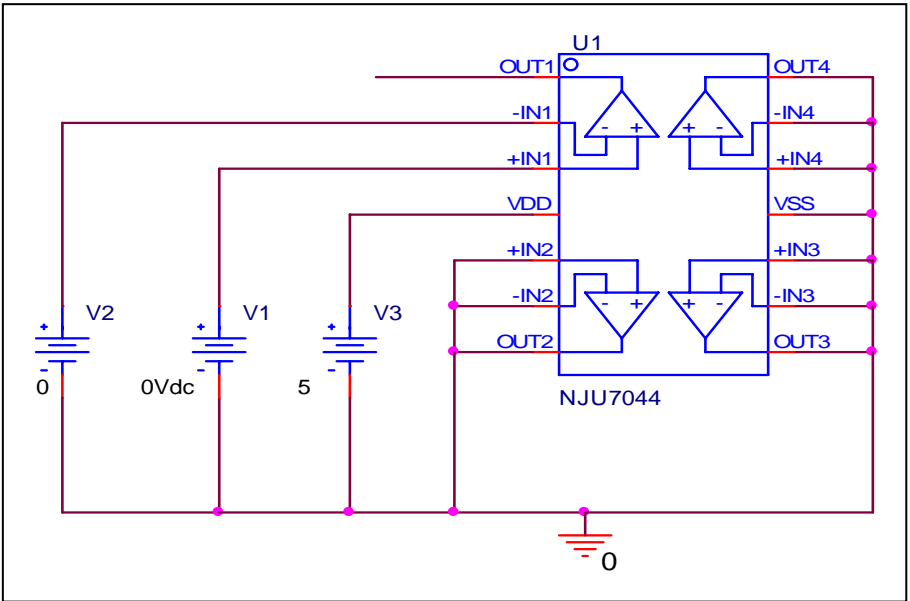 U1
OUT1
OUT4
-IN1
-IN4
- +
+ -
+IN1
+IN4
VDD
VSS
+IN2
+IN3
-IN2
-IN3
- +
+ -
OUT2
OUT3
V2
V1
V3
+
+
+
-
-
-
0
0Vdc
5
NJU7044
0